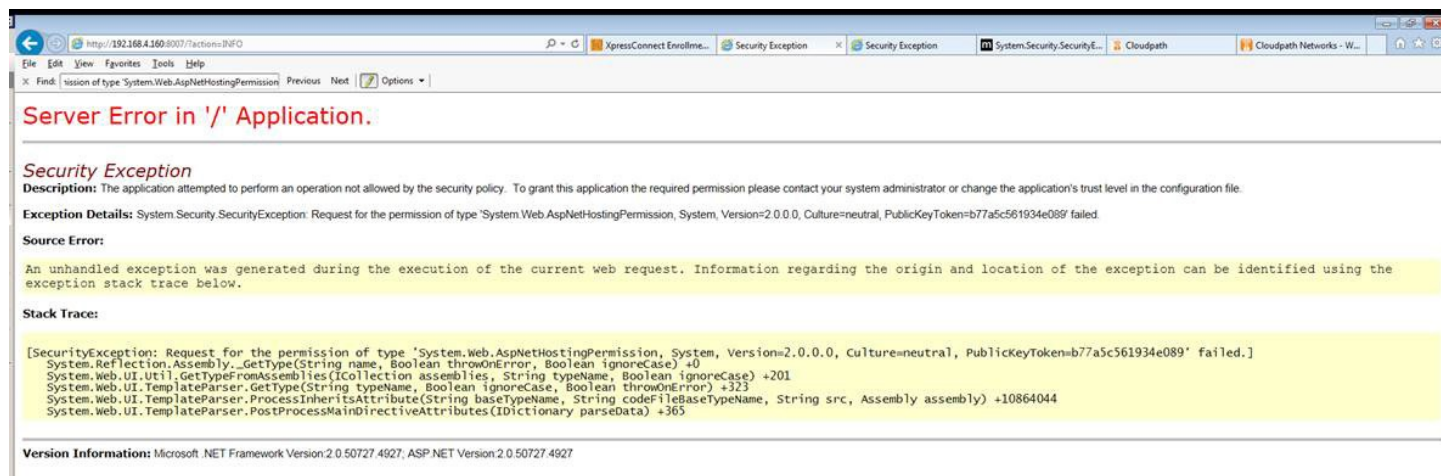 http://192.168.4.160:8007/?action=INFO
XpressConnect Enrollme...
Security Exception
Security Exception
System.Security.SecurityE...
Cloudpath
Cloudpath Networks - W...
File Edit View Favorites Tools Help
Find: ission of type 'System.Web.AspNetHostingPermission Previous Next Options
Server Error in '/' Application.
Security Exception
Description: The application attempted to perform an operation not allowed by the security policy. To grant this application the required permission please contact your system administrator or change the application's trust level in the configuration file.
Exception Details: System.Security.SecurityException: Request for the permission of type 'System.Web.AspNetHostingPermission, System, Version=2.0.0.0, Culture=neutral, PublicKeyToken=b77a5c561934e089' failed.
Source Error:
An unhandled exception was generated during the execution of the current web request. Information regarding the origin and location of the exception can be identified using the
exception stack trace below.
Stack Trace:
[SecurityException: Request for the permission of type 'System.Web.AspNetHostingPermission, System, Version=2.0.0.0, Culture=neutral, PublicKeyToken=b77a5c561934e089' failed.]
System.Reflection.Assembly._GetType(String name, Boolean throwOnError, Boolean ignoreCase) +0
System.Web.UI.Util.GetTypeFromAssemblies(ICollection assemblies, String typeName, Boolean ignoreCase) +201
System.Web.UI.TemplateParser.GetType(String typeName, Boolean ignoreCase, Boolean throwOnError) +323
System.Web.UI.TemplateParser.ProcessInheritsAttribute(String baseTypeName, String codeFileBaseTypeName, String src, Assembly assembly) +10864044
System.Web.UI.TemplateParser.PostProcessMainDirectiveAttributes(IDictionary parseData) +365
Version Information: Microsoft .NET Framework Version:2.0.50727.4927; ASP.NET Version:2.0.50727.4927